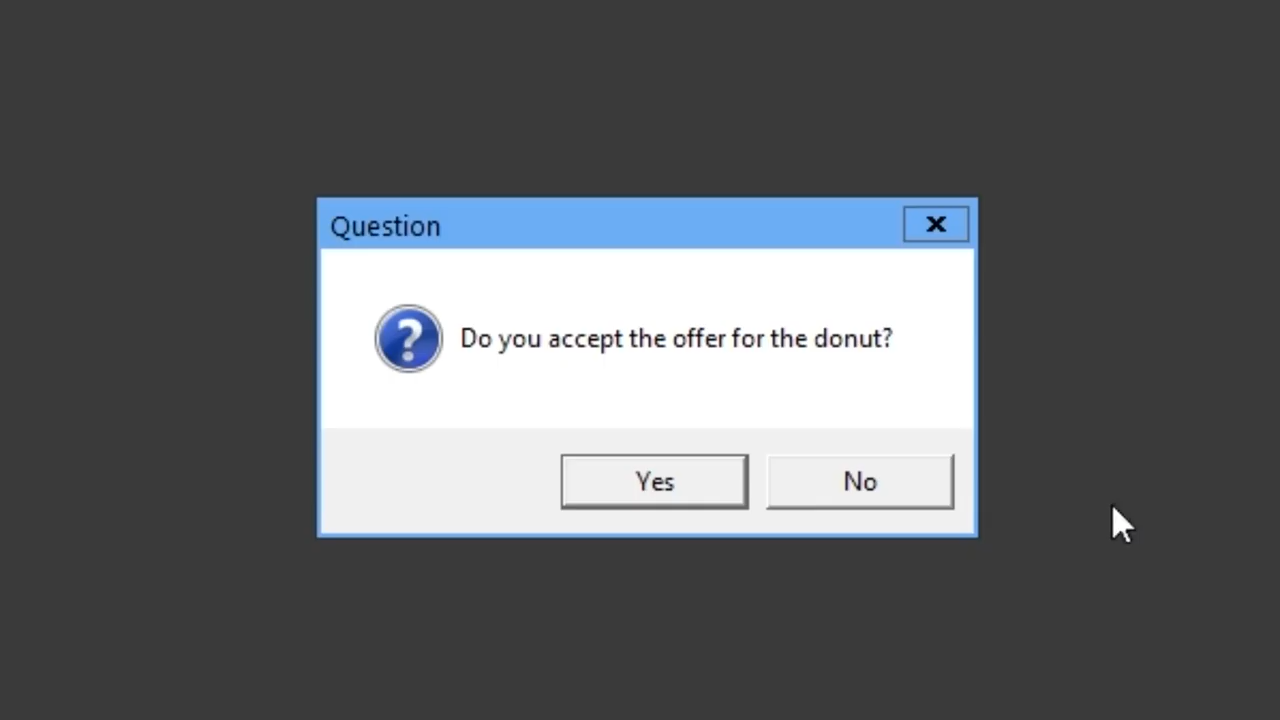 Question
Do you accept the offer for the donut?
Yes
No